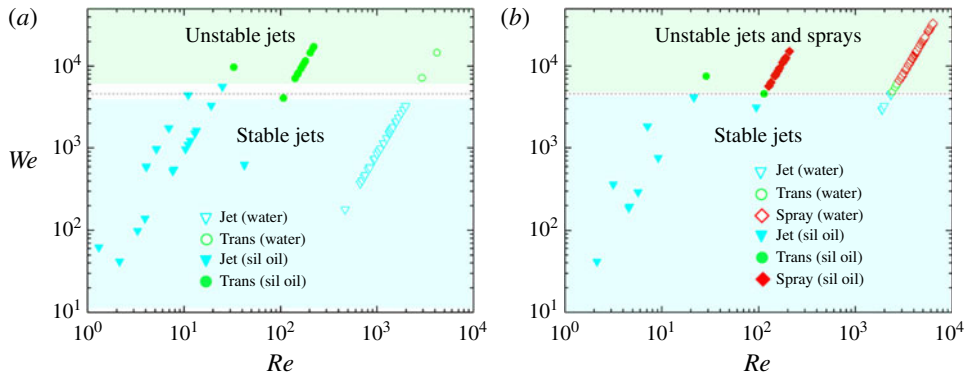 (a)
Unstable jets
Stable jets
We
10^4
10^3
10^2
10^1
Jet (water)
Trans (water)
Jet (sil oil)
Trans (sil oil)
10^0 10^1 10^2 10^3 10^4
Re
(b)
Unstable jets and sprays
Stable jets
10^4
10^3
10^2
10^1
Jet (water)
Trans (water)
Spray (water)
Jet (sil oil)
Trans (sil oil)
Spray (sil oil)
10^0 10^1 10^2 10^3 10^4
Re